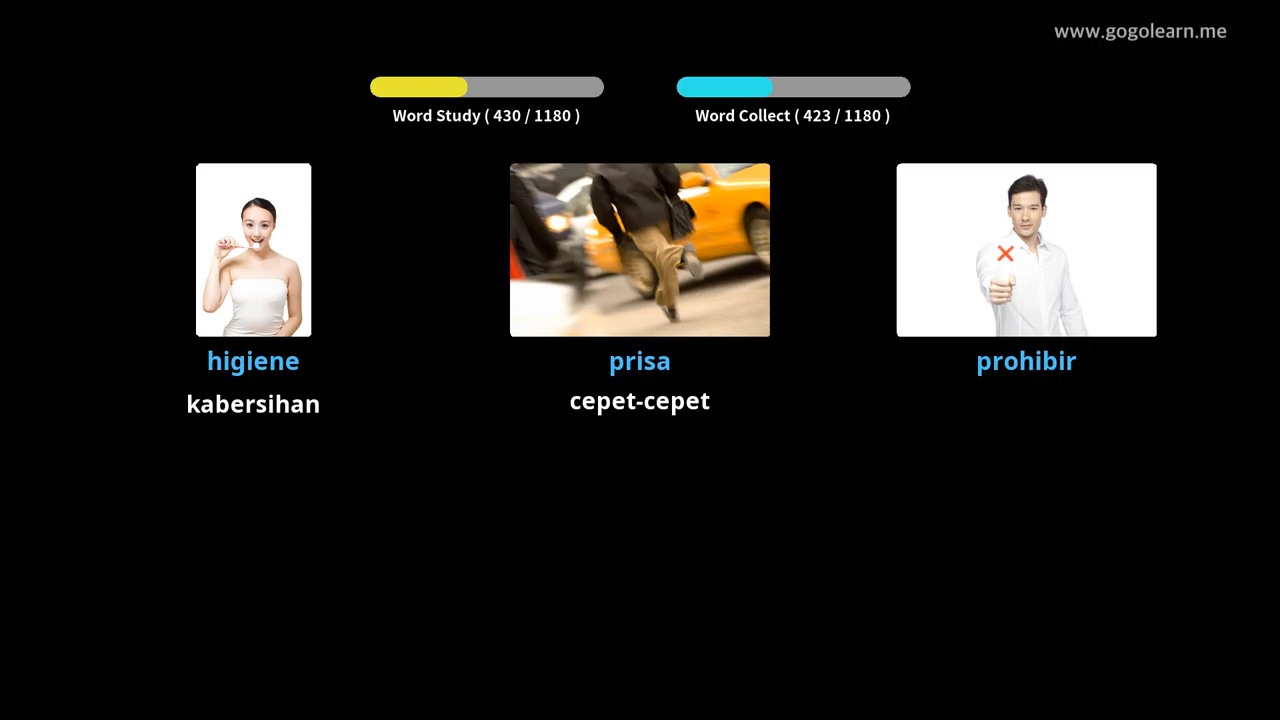 www.gogolearn.me
Word Study ( 430 / 1180 )
Word Collect ( 423 / 1180 )
higiene
prisa
prohibir
kabersihan
cepet-cepet